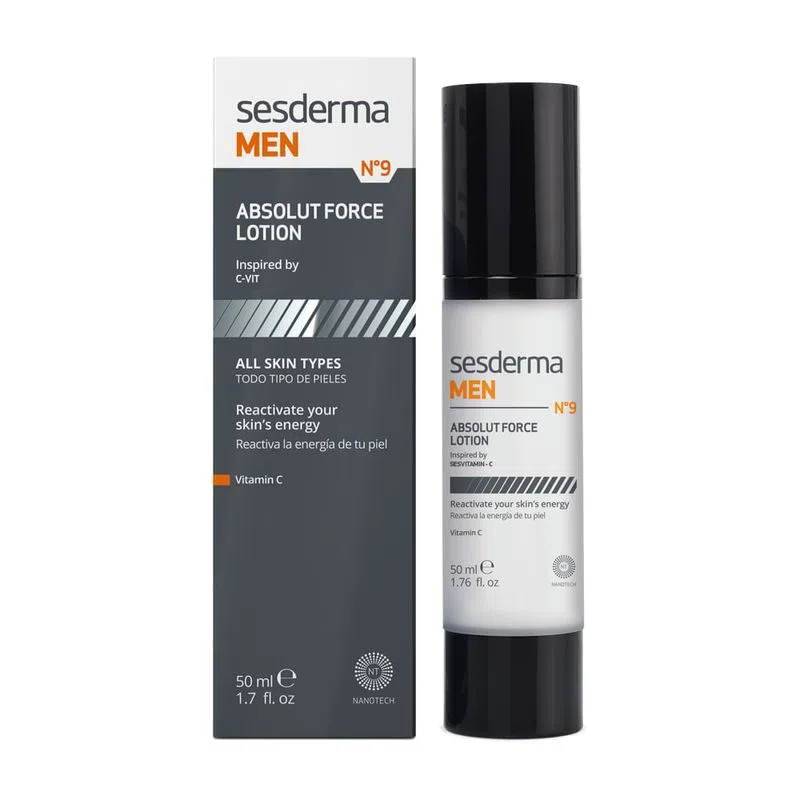 sesderma
MEN
N°9
ABSOLUT FORCE
LOTION
Inspired by
C-VIT
ALL SKIN TYPES
TODO TIPO DE PIELES
Reactivate your
skin's energy
Reactiva la energía de tu piel
Vitamin C
50 ml ℮
1.7 fl. oz
NT
NANOTECH
sesderma
MEN
N°9
ABSOLUT FORCE
LOTION
Inspired by
SESVITAMIN-C
Reactivate your skin's energy
Reactiva la energía de tu piel
Vitamin C
50 ml ℮
1.76 fl. oz
NT
NANOTECH